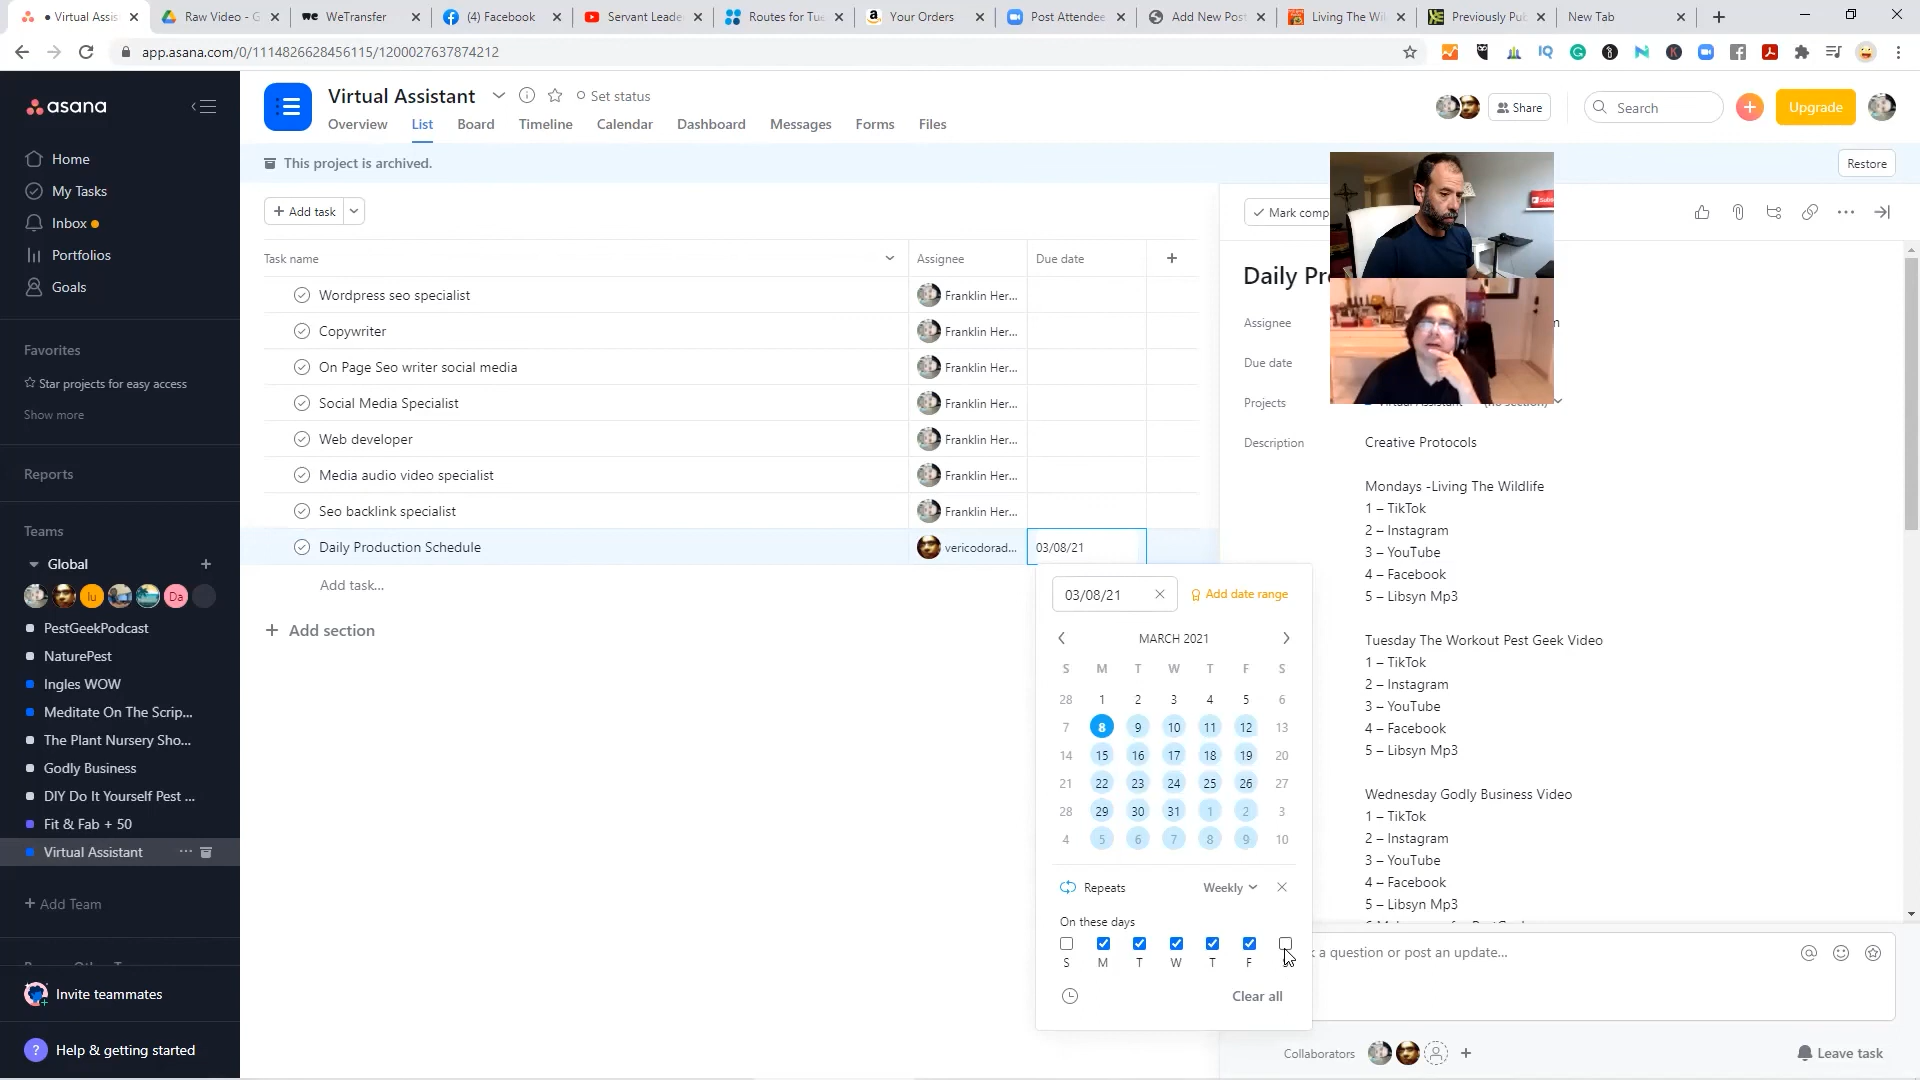 Virtual Assis
Raw Video - G
WeTransfer
(4) Facebook
Servant Leade
Routes for Tue
Your Orders
Post Attendee
Add New Post
Living The Wil
Previously Pu
New Tab
app.asana.com/0/1114826628456115/1200027637874212
asana
Home
My Tasks
Inbox
Portfolios
Goals
Favorites
Star projects for easy access
Show more
Reports
Teams
Global
Iu
Da
PestGeekPodcast
NaturePest
Ingles WOW
Meditate On The Scrip...
The Plant Nursery Sho...
Godly Business
DIY Do It Yourself Pest ...
Fit & Fab + 50
Virtual Assistant
+ Add Team
Invite teammates
? Help & getting started
Virtual Assistant
Set status
Overview
List
Board
Timeline
Calendar
Dashboard
Messages
Forms
Files
Share
Search
Upgrade
This project is archived.
Restore
+ Add task
Task name
Assignee
Due date
+
Wordpress seo specialist
Franklin Her...
Copywriter
Franklin Her...
On Page Seo writer social media
Franklin Her...
Social Media Specialist
Franklin Her...
Web developer
Franklin Her...
Media audio video specialist
Franklin Her...
Seo backlink specialist
Franklin Her...
Daily Production Schedule
vericodorad...
03/08/21
Add task...
+ Add section
03/08/21
Add date range
MARCH 2021
S M T W T F S
28 1 2 3 4 5 6
7 8 9 10 11 12 13
14 15 16 17 18 19 20
21 22 23 24 25 26 27
28 29 30 31 1 2 3
4 5 6 7 8 9 10
Repeats
Weekly
On these days
S M T W T F
Clear all
Mark comp
Daily Pr
Assignee
Due date
Projects
Description
Creative Protocols
Mondays -Living The Wildlife
1 – TikTok
2 – Instagram
3 – YouTube
4 – Facebook
5 – Libsyn Mp3
Tuesday The Workout Pest Geek Video
1 – TikTok
2 – Instagram
3 – YouTube
4 – Facebook
5 – Libsyn Mp3
Wednesday Godly Business Video
1 – TikTok
2 – Instagram
3 – YouTube
4 – Facebook
5 – Libsyn Mp3
k a question or post an update...
Collaborators
+
Leave task